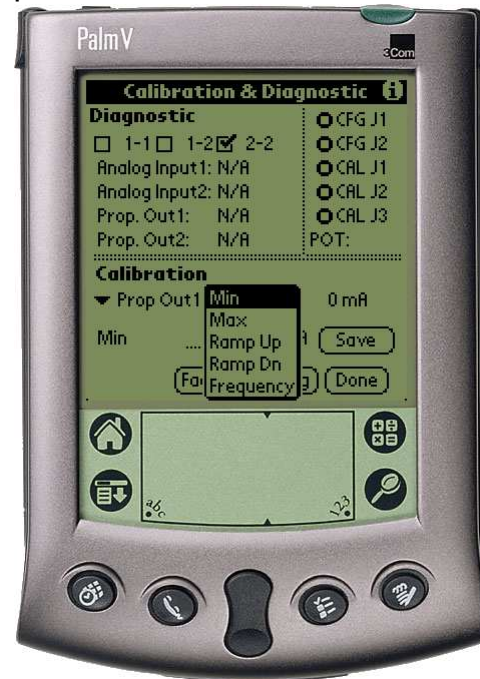 PalmV
3Com
Calibration & Diagnostic i
Diagnostic
1-1 1-2 2-2
Analog Input1: N/A
Analog Input2: N/A
Prop. Out1: N/A
Prop. Out2: N/A
CFG J1
CFG J2
CAL J1
CAL J2
CAL J3
POT:
Calibration
Prop Out1 Min 0 mA
Max
Ramp Up
Ramp Dn
Frequency
Min .... Save
Done
abc
123